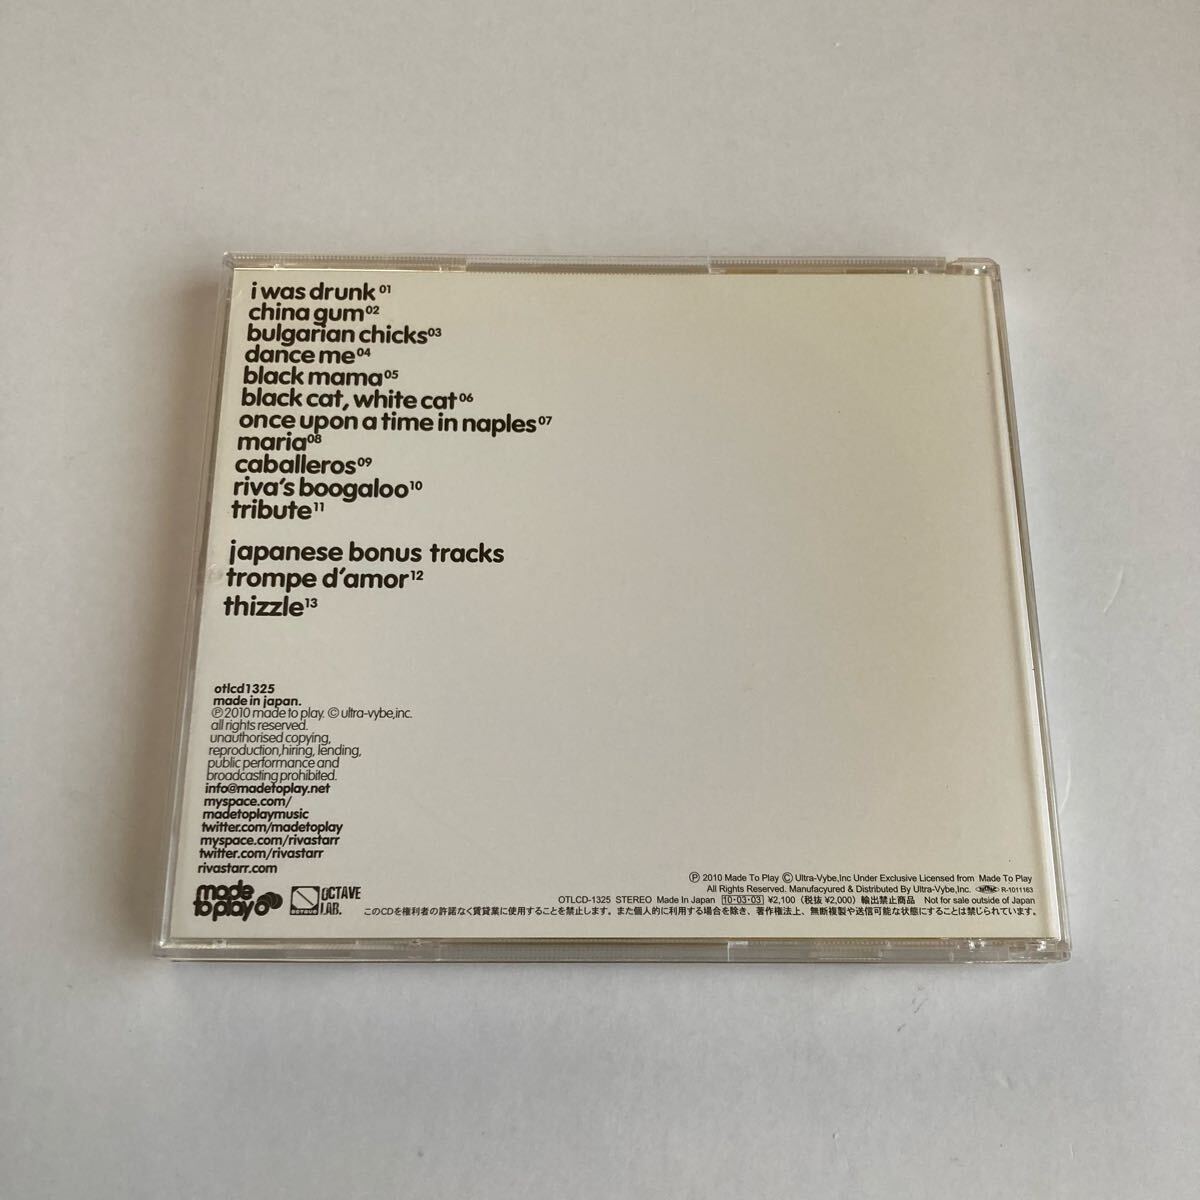 i was drunk 01
china gum 02
bulgarian chicks 03
dance me 04
black mama 05
black cat, white cat 06
once upon a time in naples 07
maria 08
caballeros 09
riva's boogaloo 10
tribute 11
japanese bonus tracks
trompe d'amor 12
thizzle 13
otlcd1325
made in japan.
℗ 2010 made to play. © ultra-vybe,inc.
all rights reserved.
unauthorised copying,
reproduction,hiring, lending,
public performance and
broadcasting prohibited.
info@madetoplay.net
myspace.com/
madetoplaymusic
twitter.com/madetoplay
myspace.com/rivastarr
twitter.com/rivastarr
rivastarr.com
made
to play
OCTAVE
LAB.
℗ 2010 Made To Play © Ultra-Vybe,Inc Under Exclusive Licensed from Made To Play
All Rights Reserved. Manufacyured & Distributed By Ultra-Vybe,Inc. R-1011163
OTLCD-1325 STEREO Made In Japan 10・03・03 ¥2,100（税抜 ¥2,000）輸出禁止商品 Not for sale outside of Japan
このCDを権利者の許諾なく賃貸業に使用することを禁止します。また個人的に利用する場合を除き、著作権法上、無断複製や送信可能な状態にすることは禁じられています。